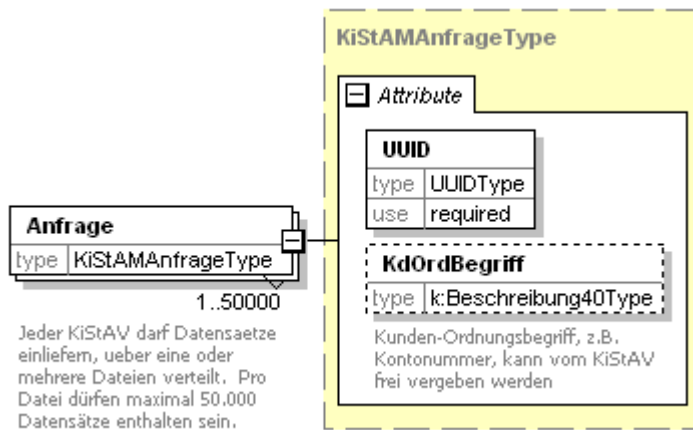 KiStAMAnfrageType
Attribute
UUID
type UUIDType
use required
Anfrage
type KiStAMAnfrageType
1..50000
Jeder KiStAV darf Datensaetze
einliefern, ueber eine oder
mehrere Dateien verteilt. Pro
Datei dürfen maximal 50.000
Datensätze enthalten sein.
KdOrdBegriff
type k:Beschreibung40Type
Kunden-Ordnungsbegriff, z.B.
Kontonummer, kann vom KiStAV
frei vergeben werden